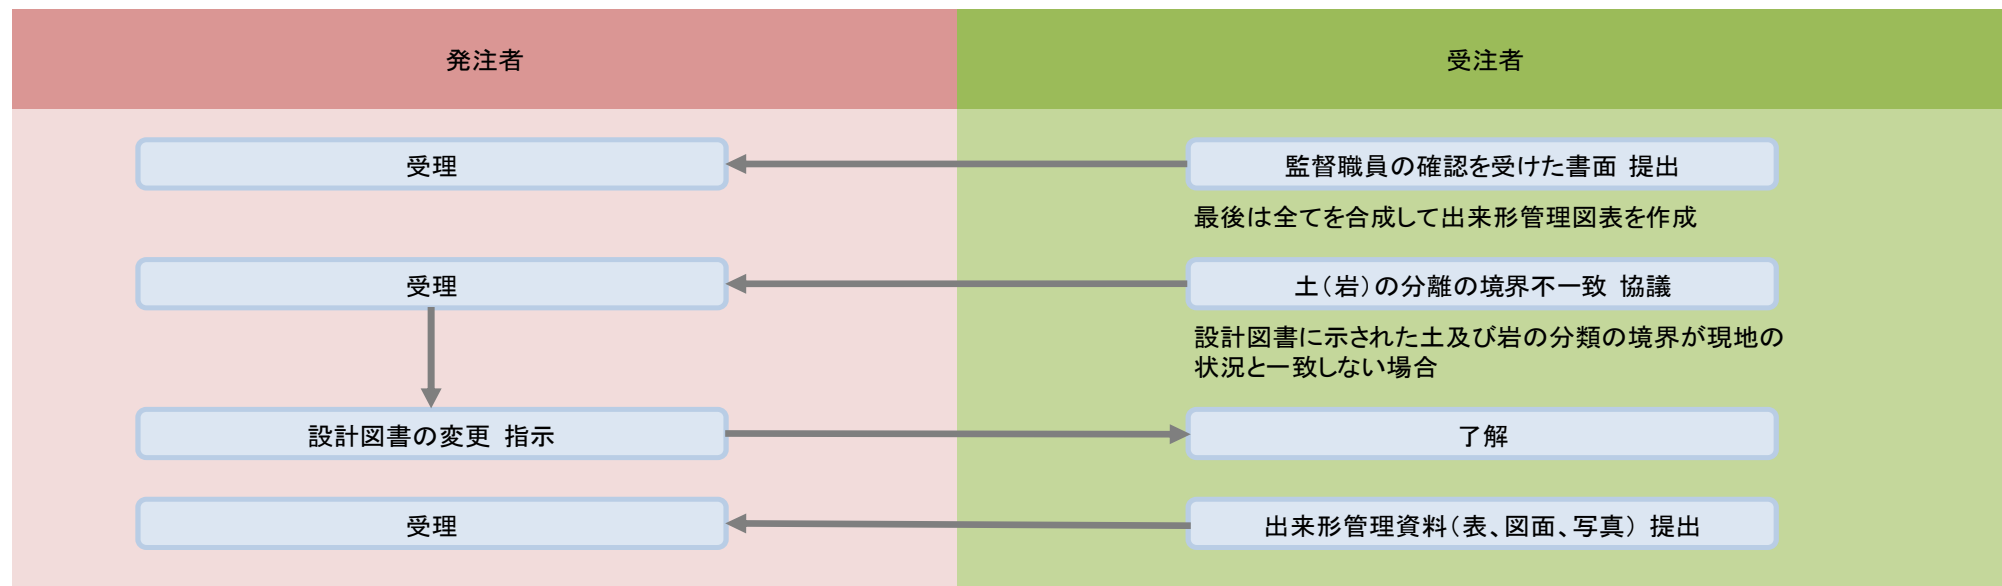 発注者
受注者
受理
監督職員の確認を受けた書面 提出
最後は全てを合成して出来形管理図表を作成
受理
土（岩）の分離の境界不一致 協議
設計図書に示された土及び岩の分類の境界が現地の
状況と一致しない場合
設計図書の変更 指示
了解
受理
出来形管理資料（表、図面、写真） 提出